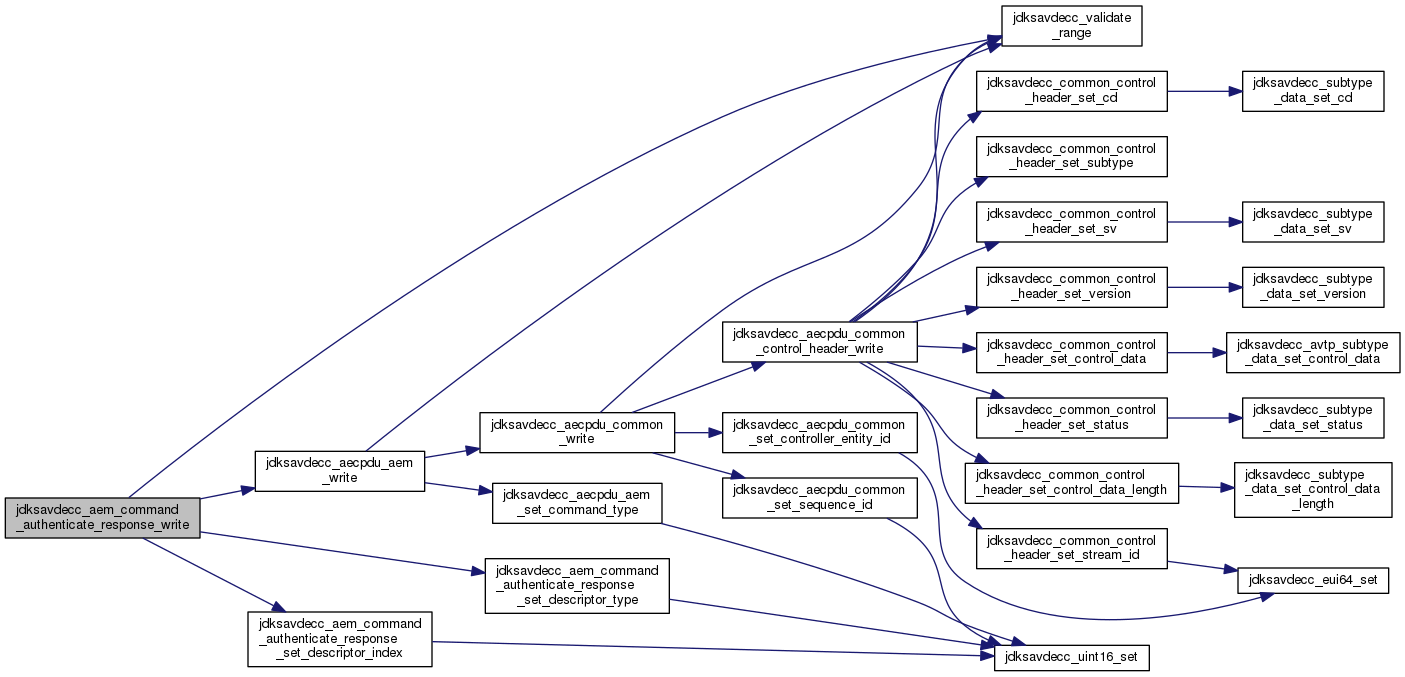 jdksavdecc_validate
_range
jdksavdecc_common_control
_header_set_cd
jdksavdecc_subtype
_data_set_cd
jdksavdecc_common_control
_header_set_subtype
jdksavdecc_common_control
_header_set_sv
jdksavdecc_subtype
_data_set_sv
jdksavdecc_common_control
_header_set_version
jdksavdecc_subtype
_data_set_version
jdksavdecc_aecpdu_common
_control_header_write
jdksavdecc_common_control
_header_set_control_data
jdksavdecc_avtp_subtype
_data_set_control_data
jdksavdecc_common_control
_header_set_status
jdksavdecc_subtype
_data_set_status
jdksavdecc_aecpdu_common
_write
jdksavdecc_aecpdu_common
_set_controller_entity_id
jdksavdecc_aecpdu_aem
_write
jdksavdecc_common_control
_header_set_control_data_length
jdksavdecc_subtype
_data_set_control_data
_length
jdksavdecc_aecpdu_aem
_set_command_type
jdksavdecc_aecpdu_common
_set_sequence_id
jdksavdecc_aem_command
_authenticate_response_write
jdksavdecc_common_control
_header_set_stream_id
jdksavdecc_aem_command
_authenticate_response
_set_descriptor_type
jdksavdecc_eui64_set
jdksavdecc_aem_command
_authenticate_response
_set_descriptor_index
jdksavdecc_uint16_set